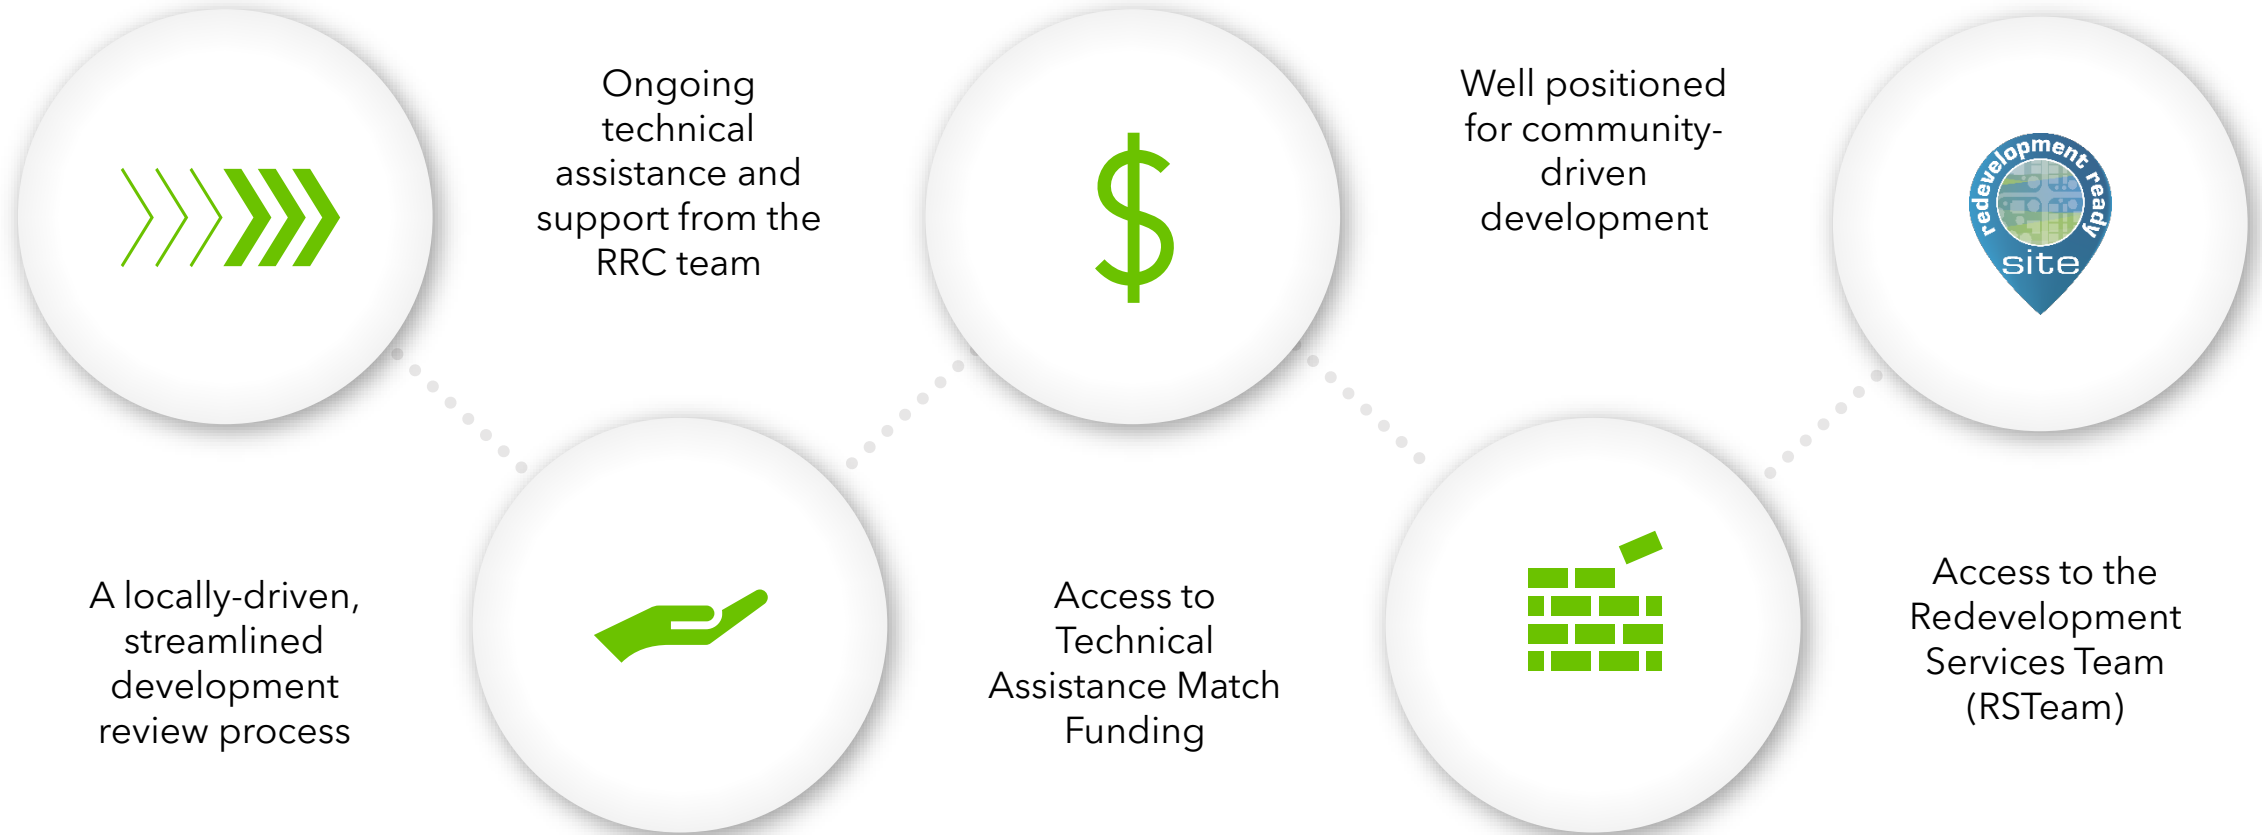 A locally-driven,
streamlined
development
review process
Ongoing
technical
assistance and
support from the
RRC team
Access to
Technical
Assistance Match
Funding
Well positioned
for community-
driven
development
redevelopment ready
site
Access to the
Redevelopment
Services Team
(RSTeam)